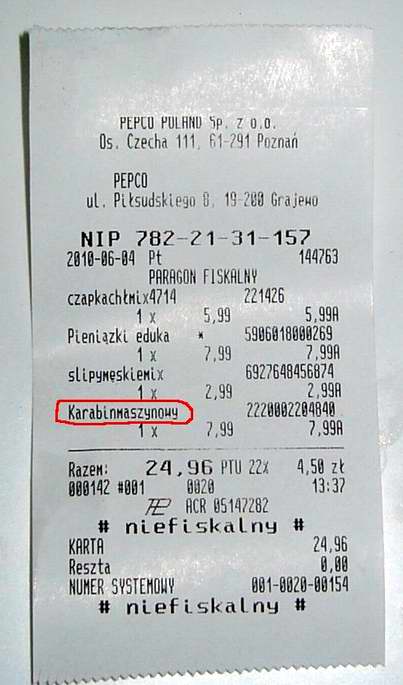 PEPCO POLAND Sp. z o.o.
Os. Czecha 111, 61-291 Poznań
PEPCO
ul. Piłsudskiego 8, 19-200 Grajewo
NIP 782-21-31-157
2010-06-04 Pt 144763
PARAGON FISKALNY
czapkachtmix4714 221426
1 x 5,99 5,99A
Pieniązki eduka * 5906018000269
1 x 7,99 7,99A
slipymęskiemix 6927648456874
1 x 2,99 2,99A
Karabinmaszynowy 2220002204840
1 x 7,99 7,99A
Razem: 24,96 PTU 22% 4,50 zł
000142 #001 0020 13:37
ACR 05147282
# niefiskalny #
KARTA 24,96
Reszta 0,00
NUMER SYSTEMOWY 001-0020-00154
# niefiskalny #